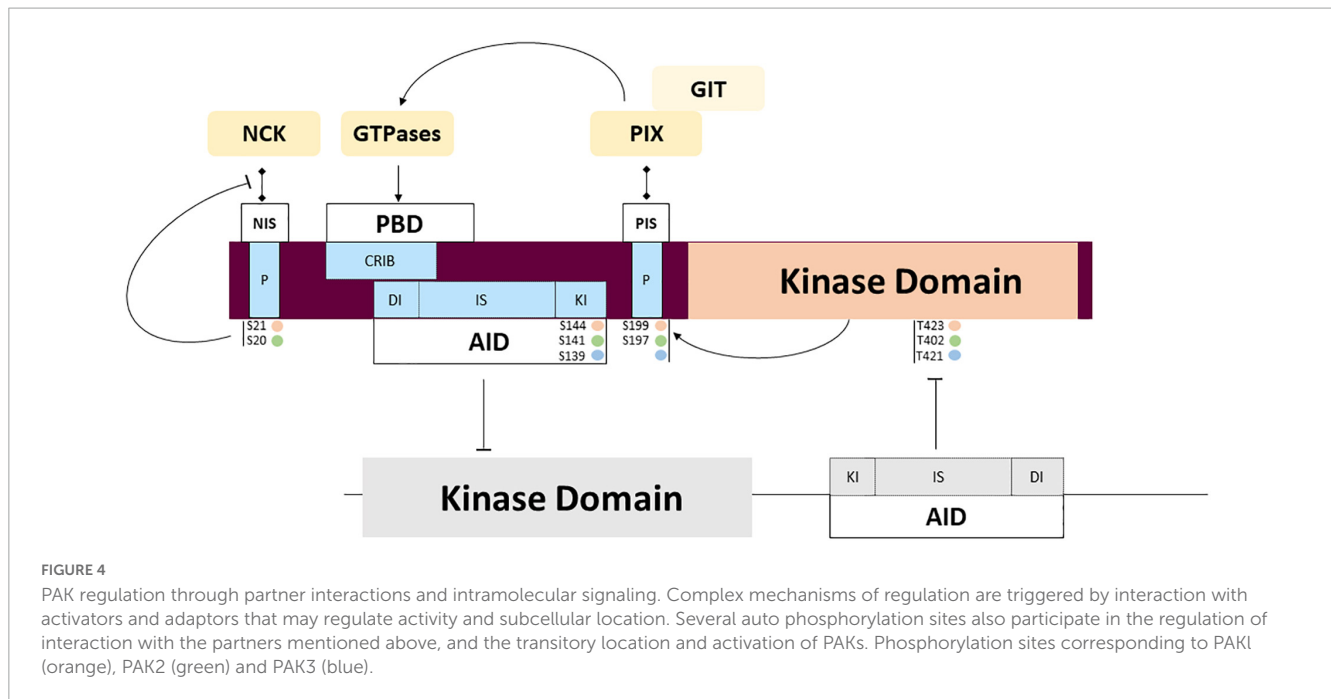 GIT
NCK
GTPases
PIX
NIS
PBD
PIS
P
CRIB
P
Kinase Domain
DI
IS
KI
S21
S20
AID
S144
S141
S139
S199
S197
T423
T402
T421
Kinase Domain
KI
IS
DI
AID
FIGURE 4
PAK regulation through partner interactions and intramolecular signaling. Complex mechanisms of regulation are triggered by interaction with
activators and adaptors that may regulate activity and subcellular location. Several auto phosphorylation sites also participate in the regulation of
interaction with the partners mentioned above, and the transitory location and activation of PAKs. Phosphorylation sites corresponding to PAKl
(orange), PAK2 (green) and PAK3 (blue).